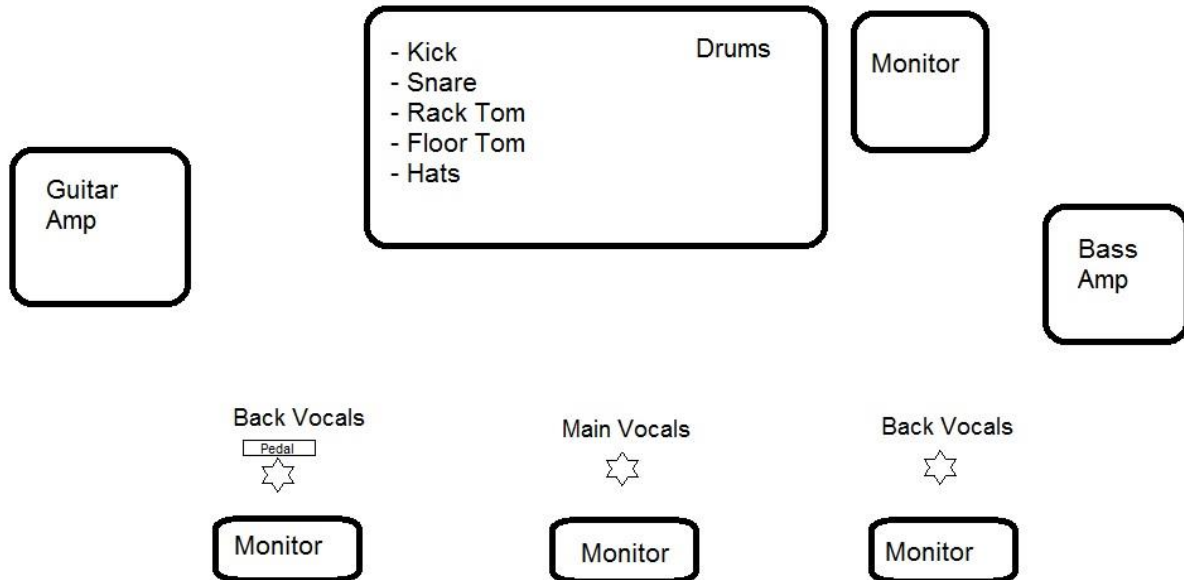 - Kick
Drums
- Snare
- Rack Tom
- Floor Tom
- Hats
Monitor
Guitar
Amp
Bass
Amp
Back Vocals
Pedal
Main Vocals
Back Vocals
Monitor
Monitor
Monitor